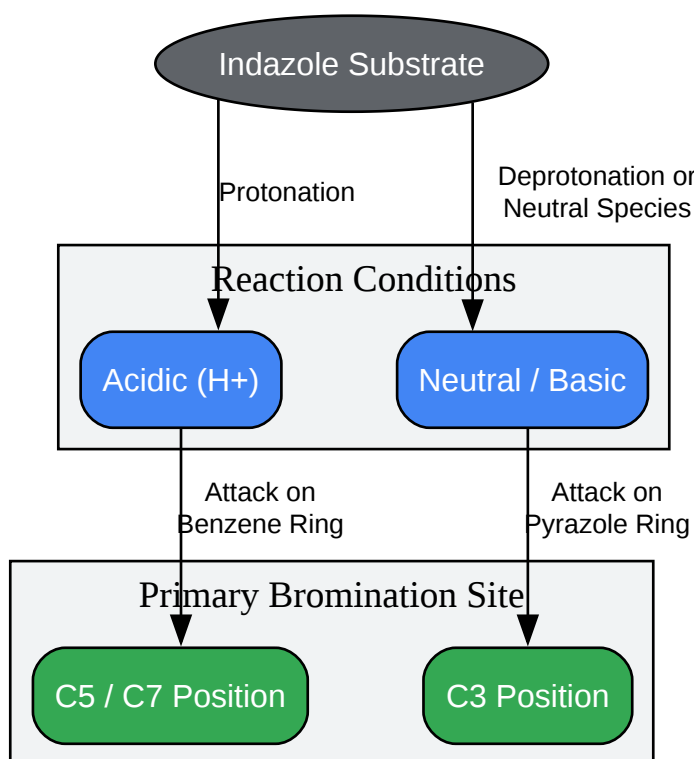 Indazole Substrate
Protonation
Deprotonation or
Neutral Species
Reaction Conditions
Acidic (H+)
Neutral / Basic
Attack on
Benzene Ring
Attack on
Pyrazole Ring
Primary Bromination Site
C5 / C7 Position
C3 Position